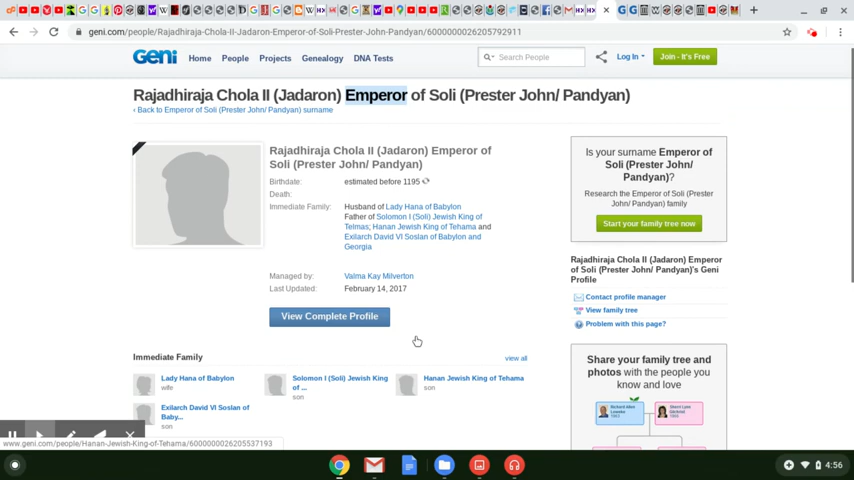 geni.com/people/Rajadhiraja-Chola-II-Jadaron-Emperor-of-Soli-Prester-John-Pandyan/6000000026205792911
Geni
Home People Projects Genealogy DNA Tests
Search People
Log In
Join - It's Free
Rajadhiraja Chola II (Jadaron) Emperor of Soli (Prester John/ Pandyan)
‹ Back to Emperor of Soli (Prester John/ Pandyan) surname
Rajadhiraja Chola II (Jadaron) Emperor of
Soli (Prester John/ Pandyan)
Birthdate: estimated before 1195
Death:
Immediate Family: Husband of Lady Hana of Babylon
Father of Solomon I (Soli) Jewish King of
Telmas; Hanan Jewish King of Tehama and
Exilarch David VI Soslan of Babylon and
Georgia
Managed by: Valma Kay Milverton
Last Updated: February 14, 2017
View Complete Profile
Immediate Family
view all
Lady Hana of Babylon
wife
Solomon I (Soli) Jewish King
of ...
son
Hanan Jewish King of Tehama
son
Exilarch David VI Soslan of
Baby...
son
Is your surname Emperor of
Soli (Prester John/
Pandyan)?
Research the Emperor of Soli (Prester
John/ Pandyan) family
Start your family tree now
Rajadhiraja Chola II (Jadaron) Emperor
of Soli (Prester John/ Pandyan)'s Geni
Profile
Contact profile manager
View family tree
Problem with this page?
Share your family tree and
photos with the people you
know and love
www.geni.com/people/Hanan-Jewish-King-of-Tehama/6000000026205537193
4:56